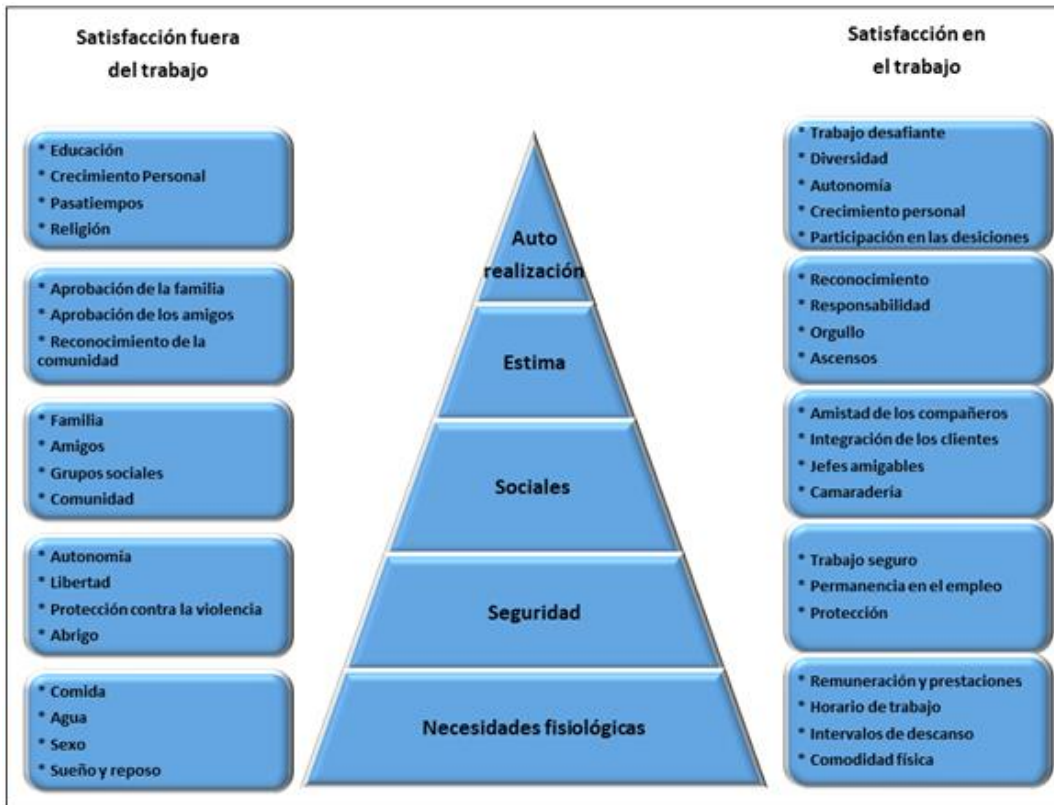 Satisfacción fuera
del trabajo
* Educación
* Crecimiento Personal
* Pasatiempos
* Religión
* Aprobación de la familia
* Aprobación de los amigos
* Reconocimiento de la
comunidad
* Familia
* Amigos
* Grupos sociales
* Comunidad
* Autonomía
* Libertad
* Protección contra la violencia
* Abrigo
* Comida
* Agua
* Sexo
* Sueño y reposo
Auto
realización
Estima
Sociales
Seguridad
Necesidades fisiológicas
Satisfacción en
el trabajo
* Trabajo desafiante
* Diversidad
* Autonomía
* Crecimiento personal
* Participación en las desiciones
* Reconocimiento
* Responsabilidad
* Orgullo
* Ascensos
* Amistad de los compañeros
* Integración de los clientes
* Jefes amigables
* Camaradería
* Trabajo seguro
* Permanencia en el empleo
* Protección
* Remuneración y prestaciones
* Horario de trabajo
* Intervalos de descanso
* Comodidad física